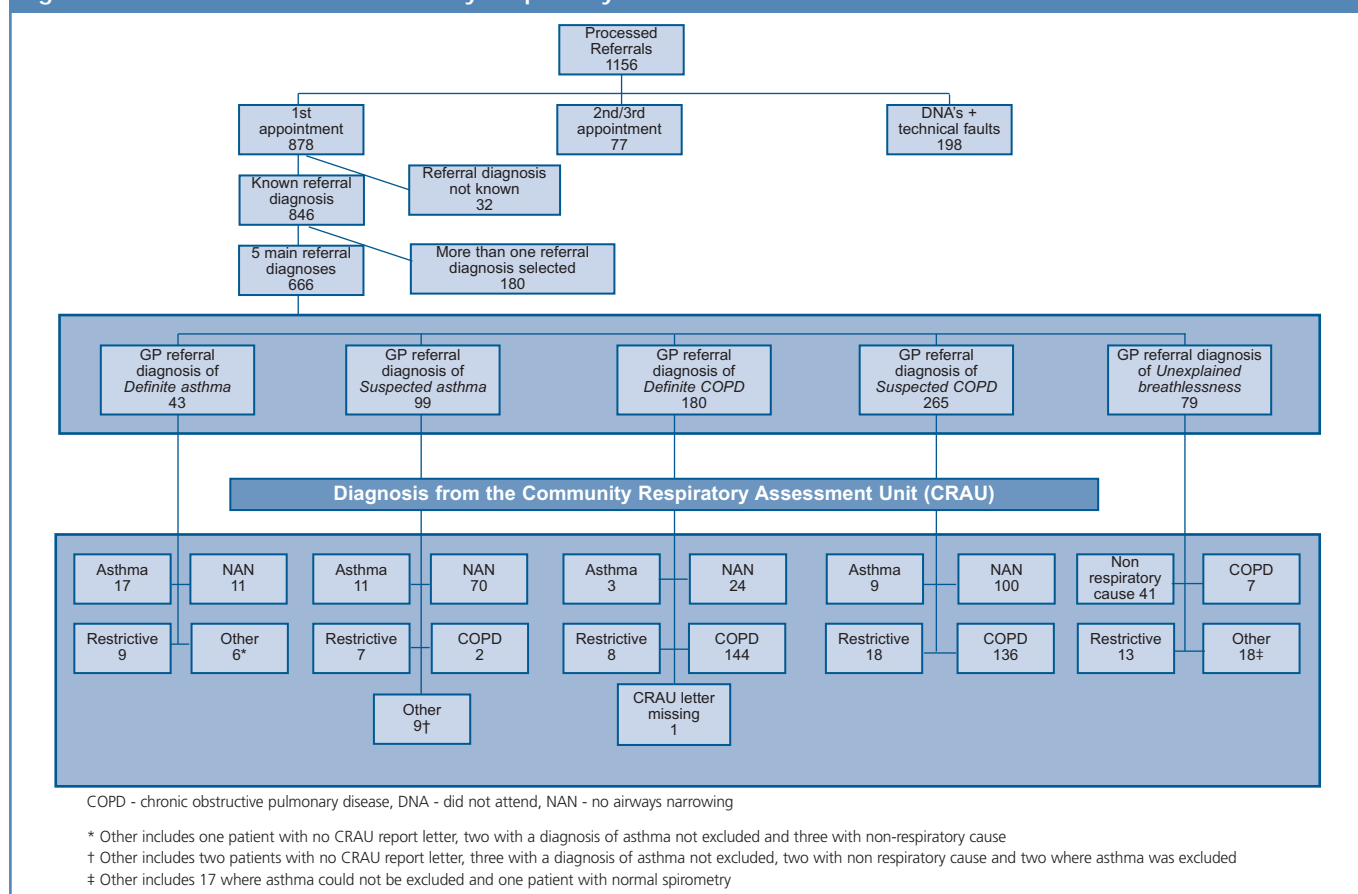 Processed
Referrals
1156
1st
appointment
878
2nd/3rd
appointment
77
DNA's +
technical faults
198
Known referral
diagnosis
846
Referral diagnosis
not known
32
5 main referral
diagnoses
666
More than one referral
diagnosis selected
180
GP referral
diagnosis of
Definite asthma
43
GP referral
diagnosis of
Suspected asthma
99
GP referral
diagnosis of
Definite COPD
180
GP referral
diagnosis of
Suspected COPD
265
GP referral diagnosis
of Unexplained
breathlessness
79
Diagnosis from the Community Respiratory Assessment Unit (CRAU)
Asthma
17
NAN
11
Restrictive
9
Other
6*
Asthma
11
NAN
70
Restrictive
7
COPD
2
Other
9†
Asthma
3
NAN
24
Restrictive
8
COPD
144
CRAU letter
missing
1
Asthma
9
NAN
100
Restrictive
18
COPD
136
Non
respiratory
cause 41
COPD
7
Restrictive
13
Other
18‡
COPD - chronic obstructive pulmonary disease, DNA - did not attend, NAN - no airways narrowing
* Other includes one patient with no CRAU report letter, two with a diagnosis of asthma not excluded and three with non-respiratory cause
† Other includes two patients with no CRAU report letter, three with a diagnosis of asthma not excluded, two with non respiratory cause and two where asthma was excluded
‡ Other includes 17 where asthma could not be excluded and one patient with normal spirometry